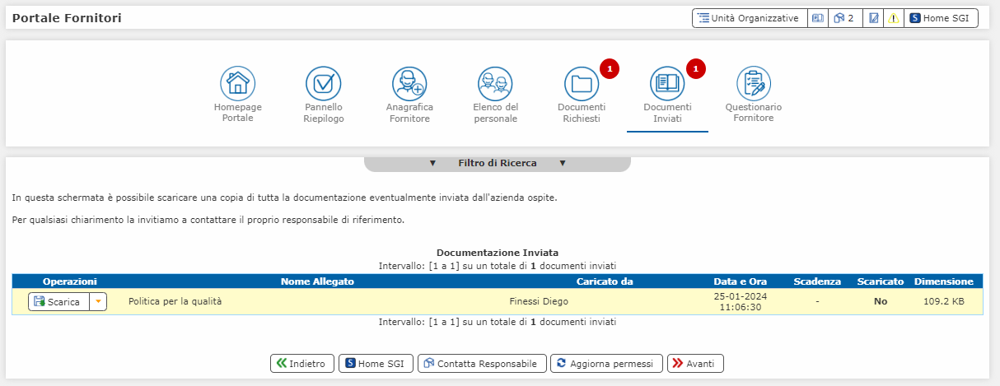 Portale Fornitori
Unità Organizzative
2
Home SGI
1
1
Homepage
Portale
Pannello
Riepilogo
Anagrafica
Fornitore
Elenco del
personale
Documenti
Richiesti
Documenti
Inviati
Questionario
Fornitore
▼ Filtro di Ricerca ▼
In questa schermata è possibile scaricare una copia di tutta la documentazione eventualmente inviata dall'azienda ospite.
Per qualsiasi chiarimento la invitiamo a contattare il proprio responsabile di riferimento.
Documentazione Inviata
Intervallo: [1 a 1] su un totale di 1 documenti inviati
Operazioni Nome Allegato Caricato da Data e Ora Scadenza Scaricato Dimensione
Scarica Politica per la qualità Finessi Diego 25-01-2024 11:06:30 - No 109.2 KB
Intervallo: [1 a 1] su un totale di 1 documenti inviati
Indietro S Home SGI Contatta Responsabile Aggiorna permessi Avanti